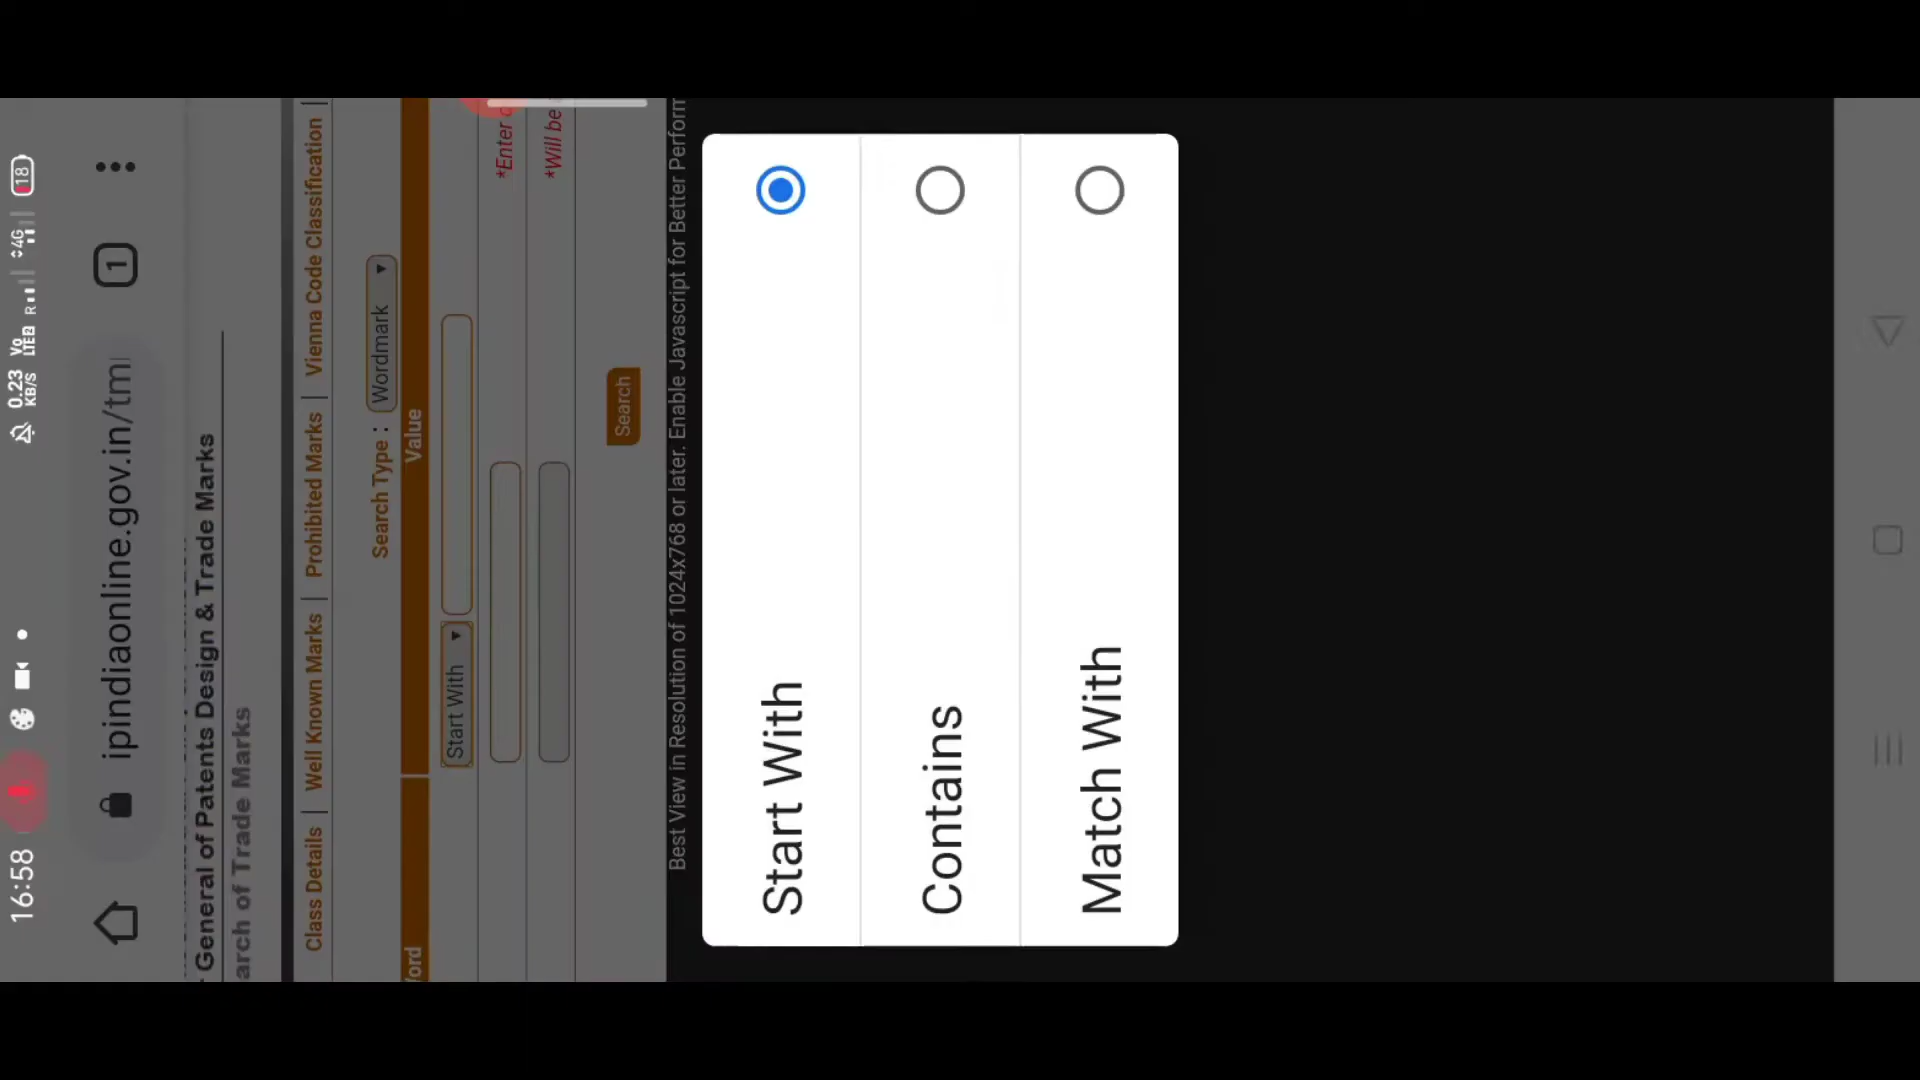 16:58
0.23 KB/S
Vo LTE2
R
4G
18
ipindiaonline.gov.in/tm
1
General of Patents Design & Trade Marks
arch of Trade Marks
Class Details | Well Known Marks | Prohibited Marks | Vienna Code Classification |
Search Type : Wordmark
Value
Start With
*Enter
*Will be
Search
Best View in Resolution of 1024x768 or later. Enable Javascript for Better Perform
Start With
Contains
Match With